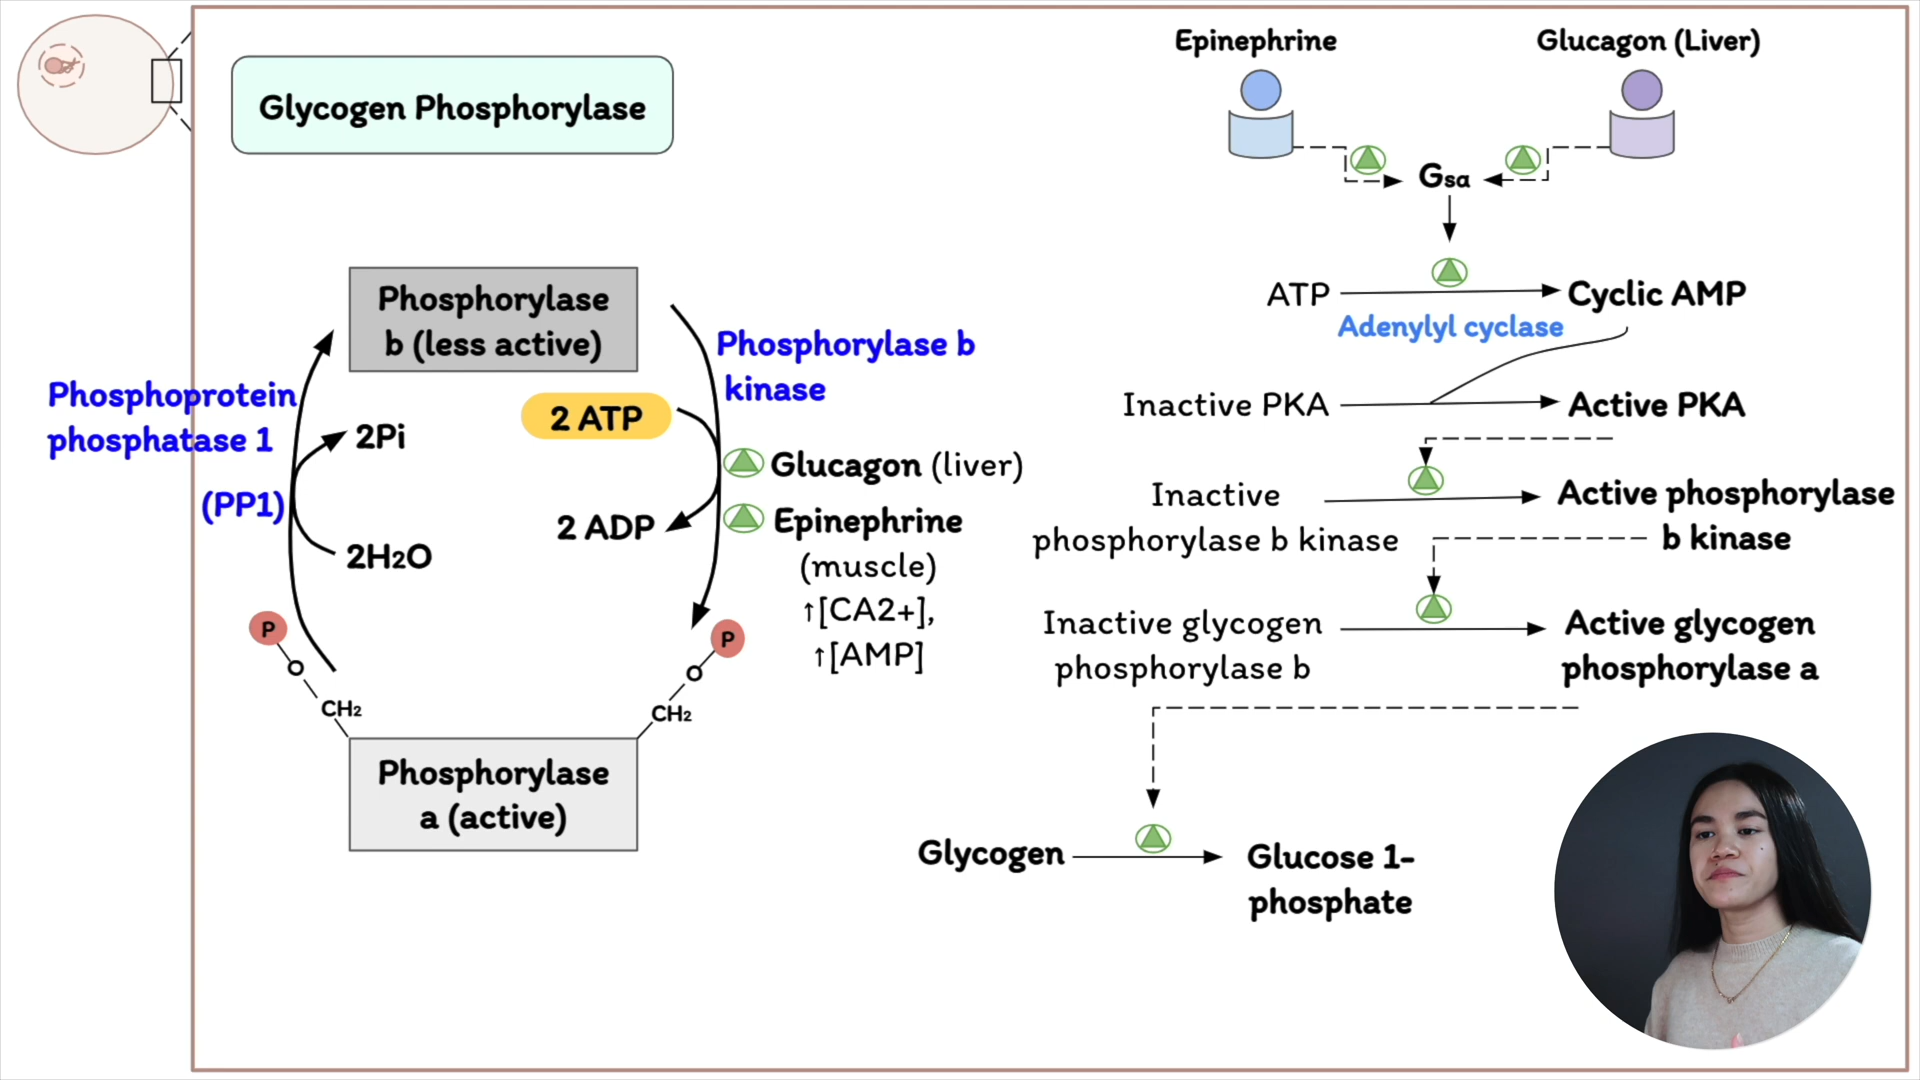 Glycogen Phosphorylase
Phosphorylase
b (less active)
Phosphoprotein
phosphatase 1
(PP1)
2Pi
2H₂O
2 ATP
2 ADP
Phosphorylase b
kinase
Glucagon (liver)
Epinephrine
(muscle)
↑[CA2+],
↑[AMP]
P
O
CH₂
P
O
CH₂
Phosphorylase
a (active)
Epinephrine
Glucagon (Liver)
Gsα
ATP
Cyclic AMP
Adenylyl cyclase
Inactive PKA
Active PKA
Inactive
phosphorylase b kinase
Active phosphorylase
b kinase
Inactive glycogen
phosphorylase b
Active glycogen
phosphorylase a
Glycogen
Glucose 1-
phosphate